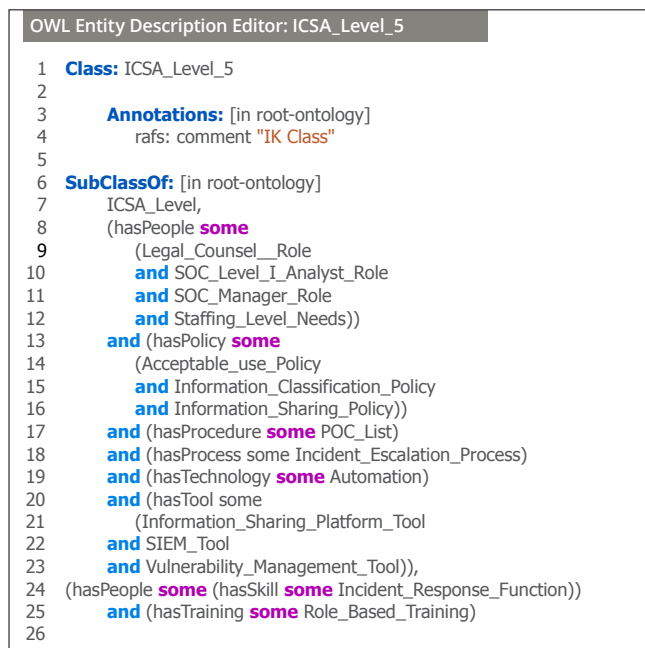 OWL Entity Description Editor: ICSA_Level_5
1 Class: ICSA_Level_5
2
3 Annotations: [in root-ontology]
4 rafs: comment "IK Class"
5
6 SubClassOf: [in root-ontology]
7 ICSA_Level,
8 (hasPeople some
9 (Legal_Counsel__Role
10 and SOC_Level_I_Analyst_Role
11 and SOC_Manager_Role
12 and Staffing_Level_Needs))
13 and (hasPolicy some
14 (Acceptable_use_Policy
15 and Information_Classification_Policy
16 and Information_Sharing_Policy))
17 and (hasProcedure some POC_List)
18 and (hasProcess some Incident_Escalation_Process)
19 and (hasTechnology some Automation)
20 and (hasTool some
21 (Information_Sharing_Platform_Tool
22 and SIEM_Tool
23 and Vulnerability_Management_Tool)),
24 (hasPeople some (hasSkill some Incident_Response_Function))
25 and (hasTraining some Role_Based_Training)
26